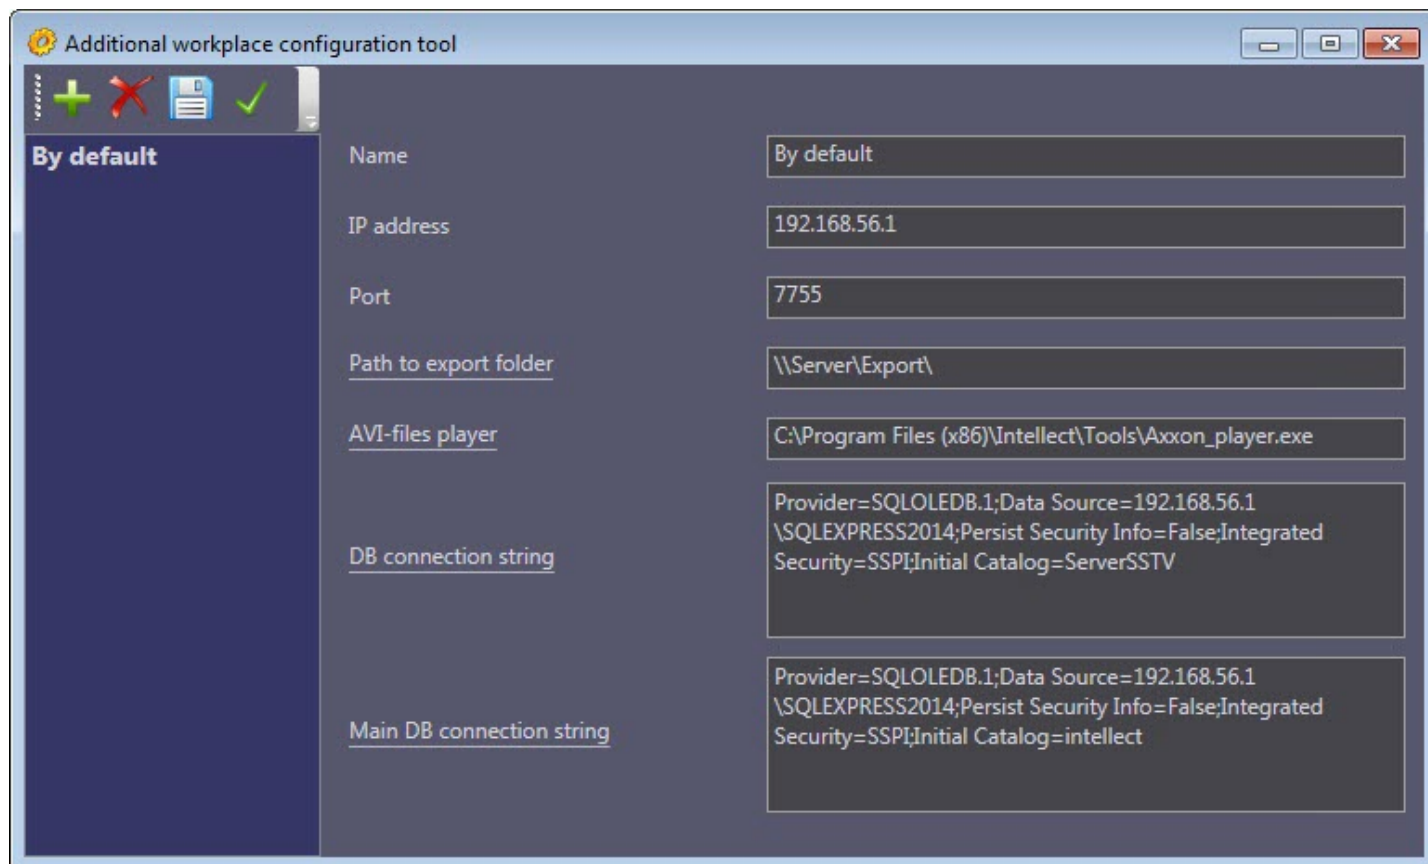 Additional workplace configuration tool
By default
Name
By default
IP address
192.168.56.1
Port
7755
Path to export folder
\\Server\Export\
AVI-files player
C:\Program Files (x86)\Intellect\Tools\Axxon_player.exe
DB connection string
Provider=SQLOLEDB.1;Data Source=192.168.56.1
\SQLEXPRESS2014;Persist Security Info=False;Integrated
Security=SSPI;Initial Catalog=ServerSSTV
Main DB connection string
Provider=SQLOLEDB.1;Data Source=192.168.56.1
\SQLEXPRESS2014;Persist Security Info=False;Integrated
Security=SSPI;Initial Catalog=intellect